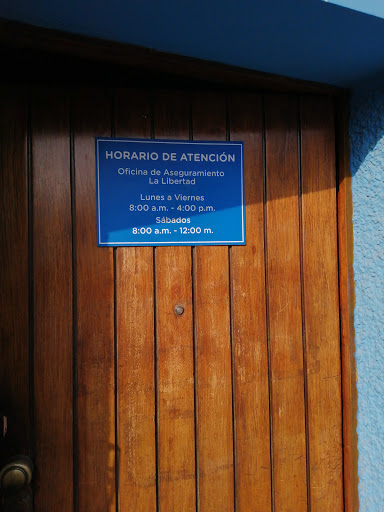 HORARIO DE ATENCIÓN
Oficina de Aseguramiento
La Libertad
Lunes a Viernes
8:00 a.m. - 4:00 p.m.
Sábados
8:00 a.m. - 12:00 m.